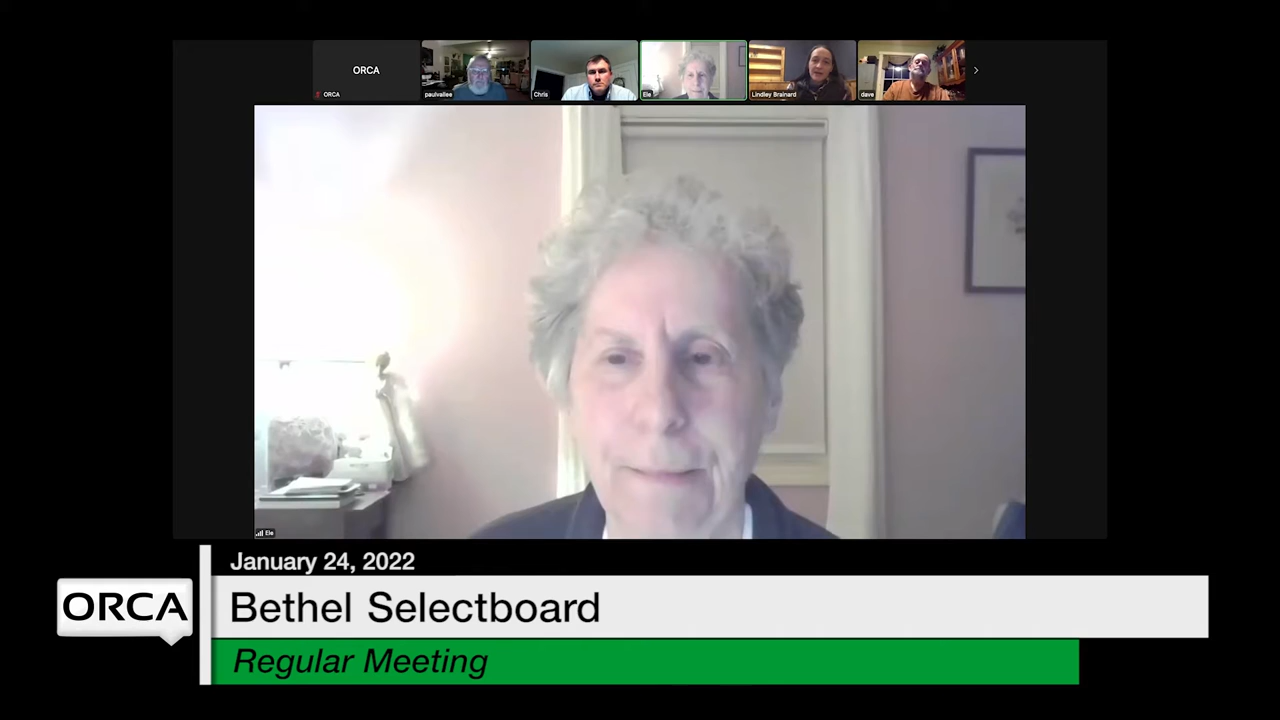 ORCA
ORCA
paulvallee
Chris
Ele
Lindley Brainard
dave
Ele
January 24, 2022
ORCA
Bethel Selectboard
Regular Meeting